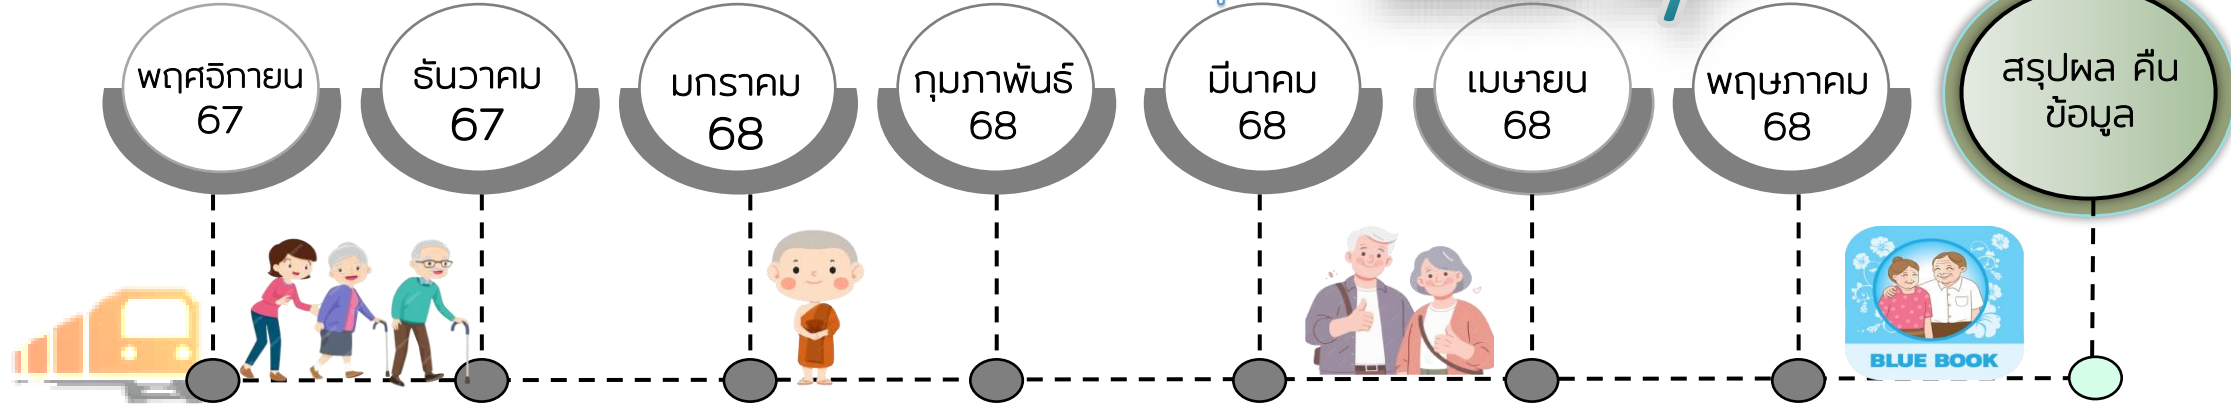 พฤศจิกายน
67
ธันวาคม
67
มกราคม
68
กุมภาพันธ์
68
มีนาคม
68
เมษายน
68
พฤษภาคม
68
สรุปผล คืน
ข้อมูล
BLUE BOOK